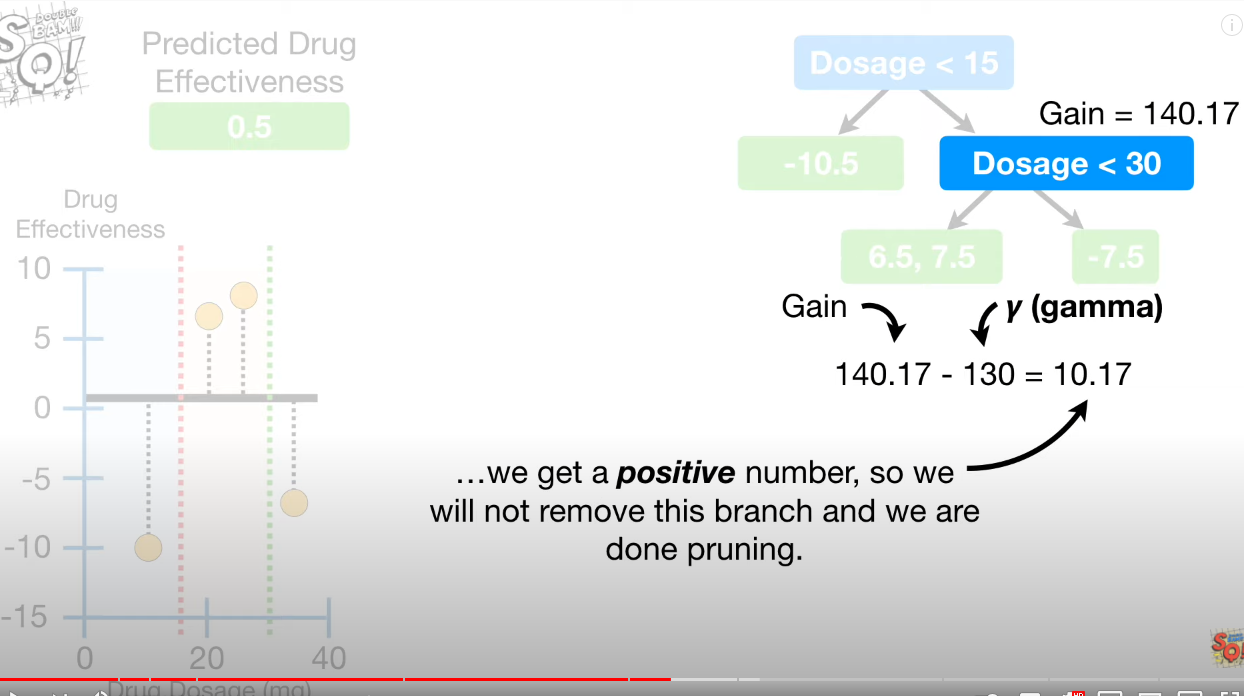 DOUBLE
BAM!!!
SQ!
Predicted Drug
Effectiveness
0.5
Dosage < 15
Gain = 140.17
-10.5
Dosage < 30
6.5, 7.5
-7.5
Gain
γ (gamma)
140.17 - 130 = 10.17
…we get a positive number, so we
will not remove this branch and we are
done pruning.
Drug
Effectiveness
10
5
0
-5
-10
-15
0
20
40
Drug Dosage (mg)
SQ!
HD